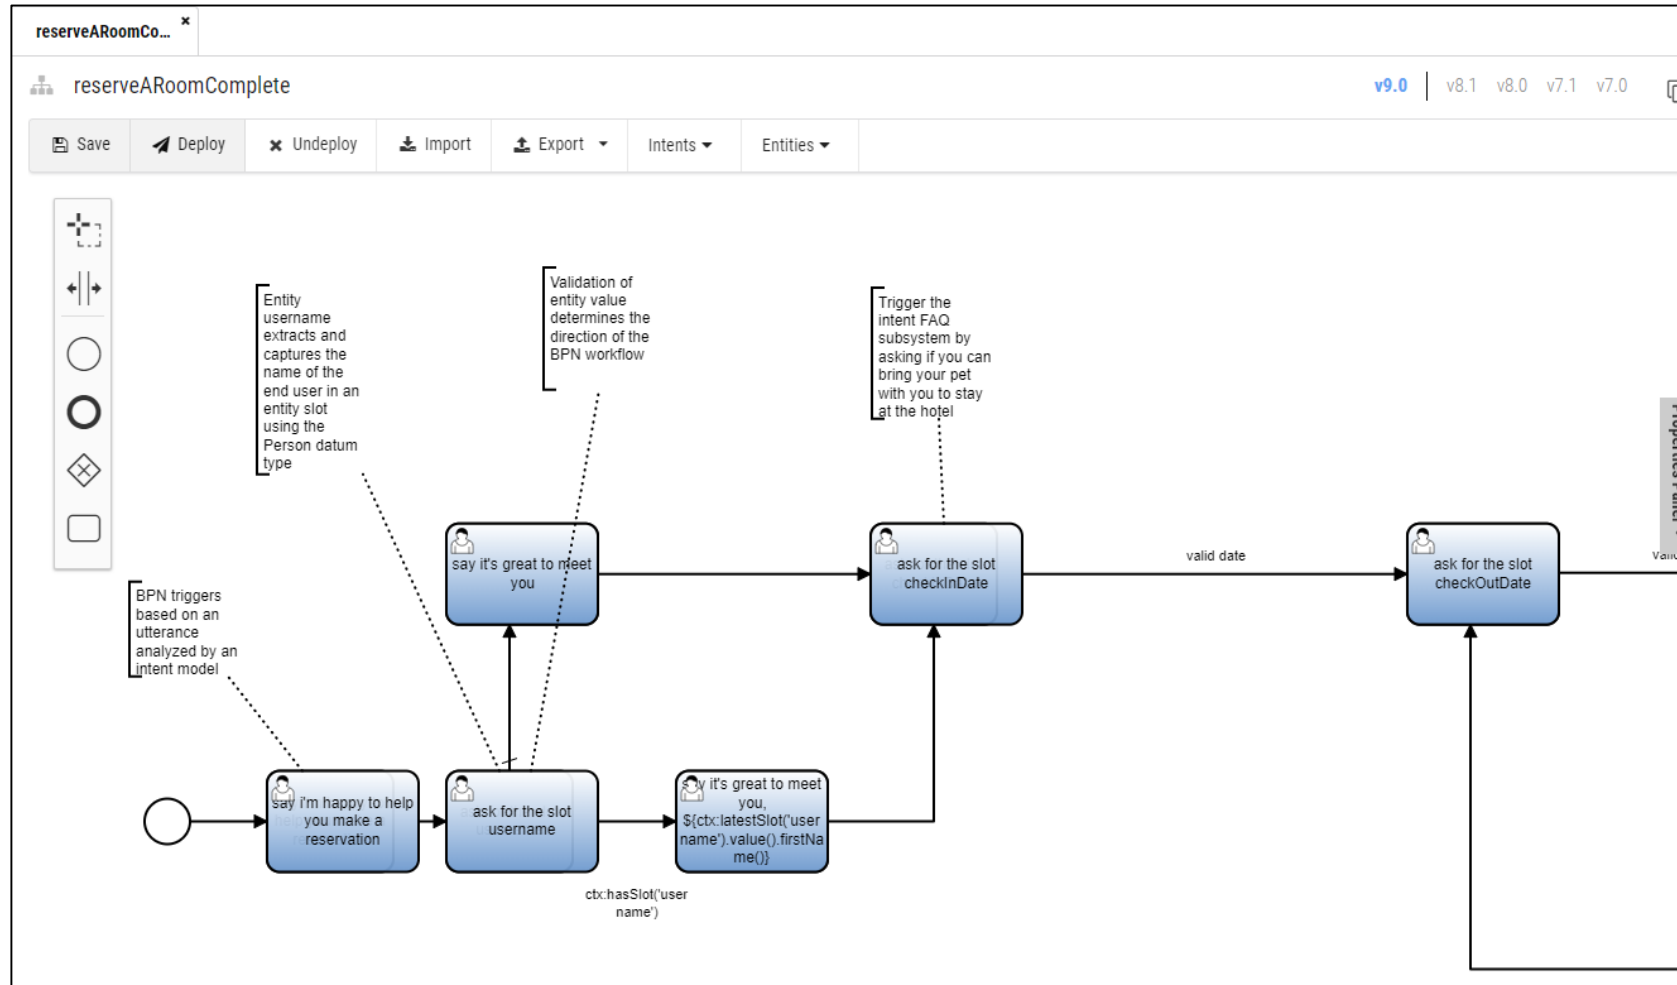 reserveARoomCo... ×
reserveARoomComplete
v9.0 v8.1 v8.0 v7.1 v7.0
Save Deploy Undeploy Import Export Intents Entities
Entity
username
extracts and
captures the
name of the
end user in an
entity slot
using the
Person datum
type
Validation of
entity value
determines the
direction of the
BPN workflow
Trigger the
intent FAQ
subsystem by
asking if you can
bring your pet
with you to stay
at the hotel
BPN triggers
based on an
utterance
analyzed by an
intent model
say it's great to meet
you
ask for the slot
checkInDate
valid date
ask for the slot
checkOutDate
say i'm happy to help
you make a
reservation
ask for the slot
username
ctx:hasSlot('user
name')
say it's great to meet
you,
${ctx:latestSlot('user
name').value().firstNa
me()}